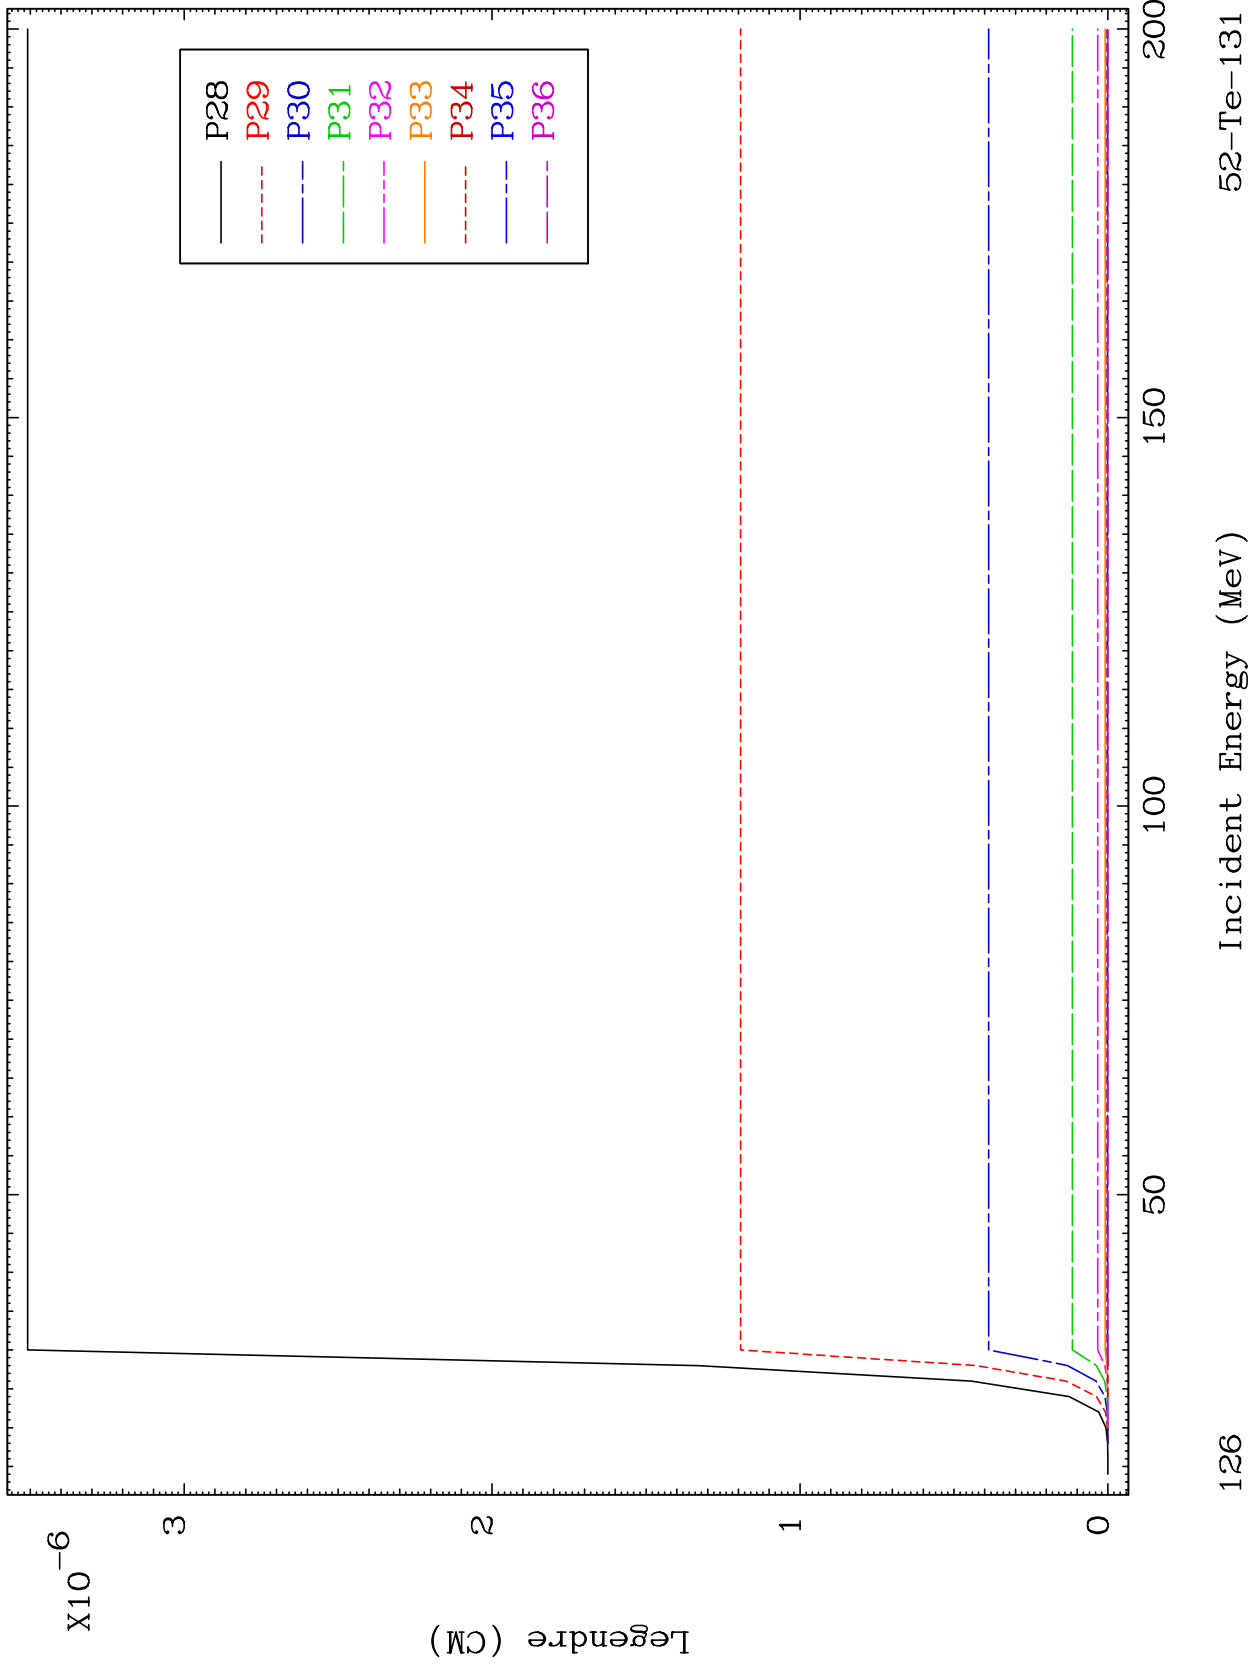 X10-6
3
2
1
0
Legendre (CM)
P28
P29
P30
P31
P32
P33
P34
P35
P36
50
100
150
200
126
Incident Energy (MeV)
52-Te-131